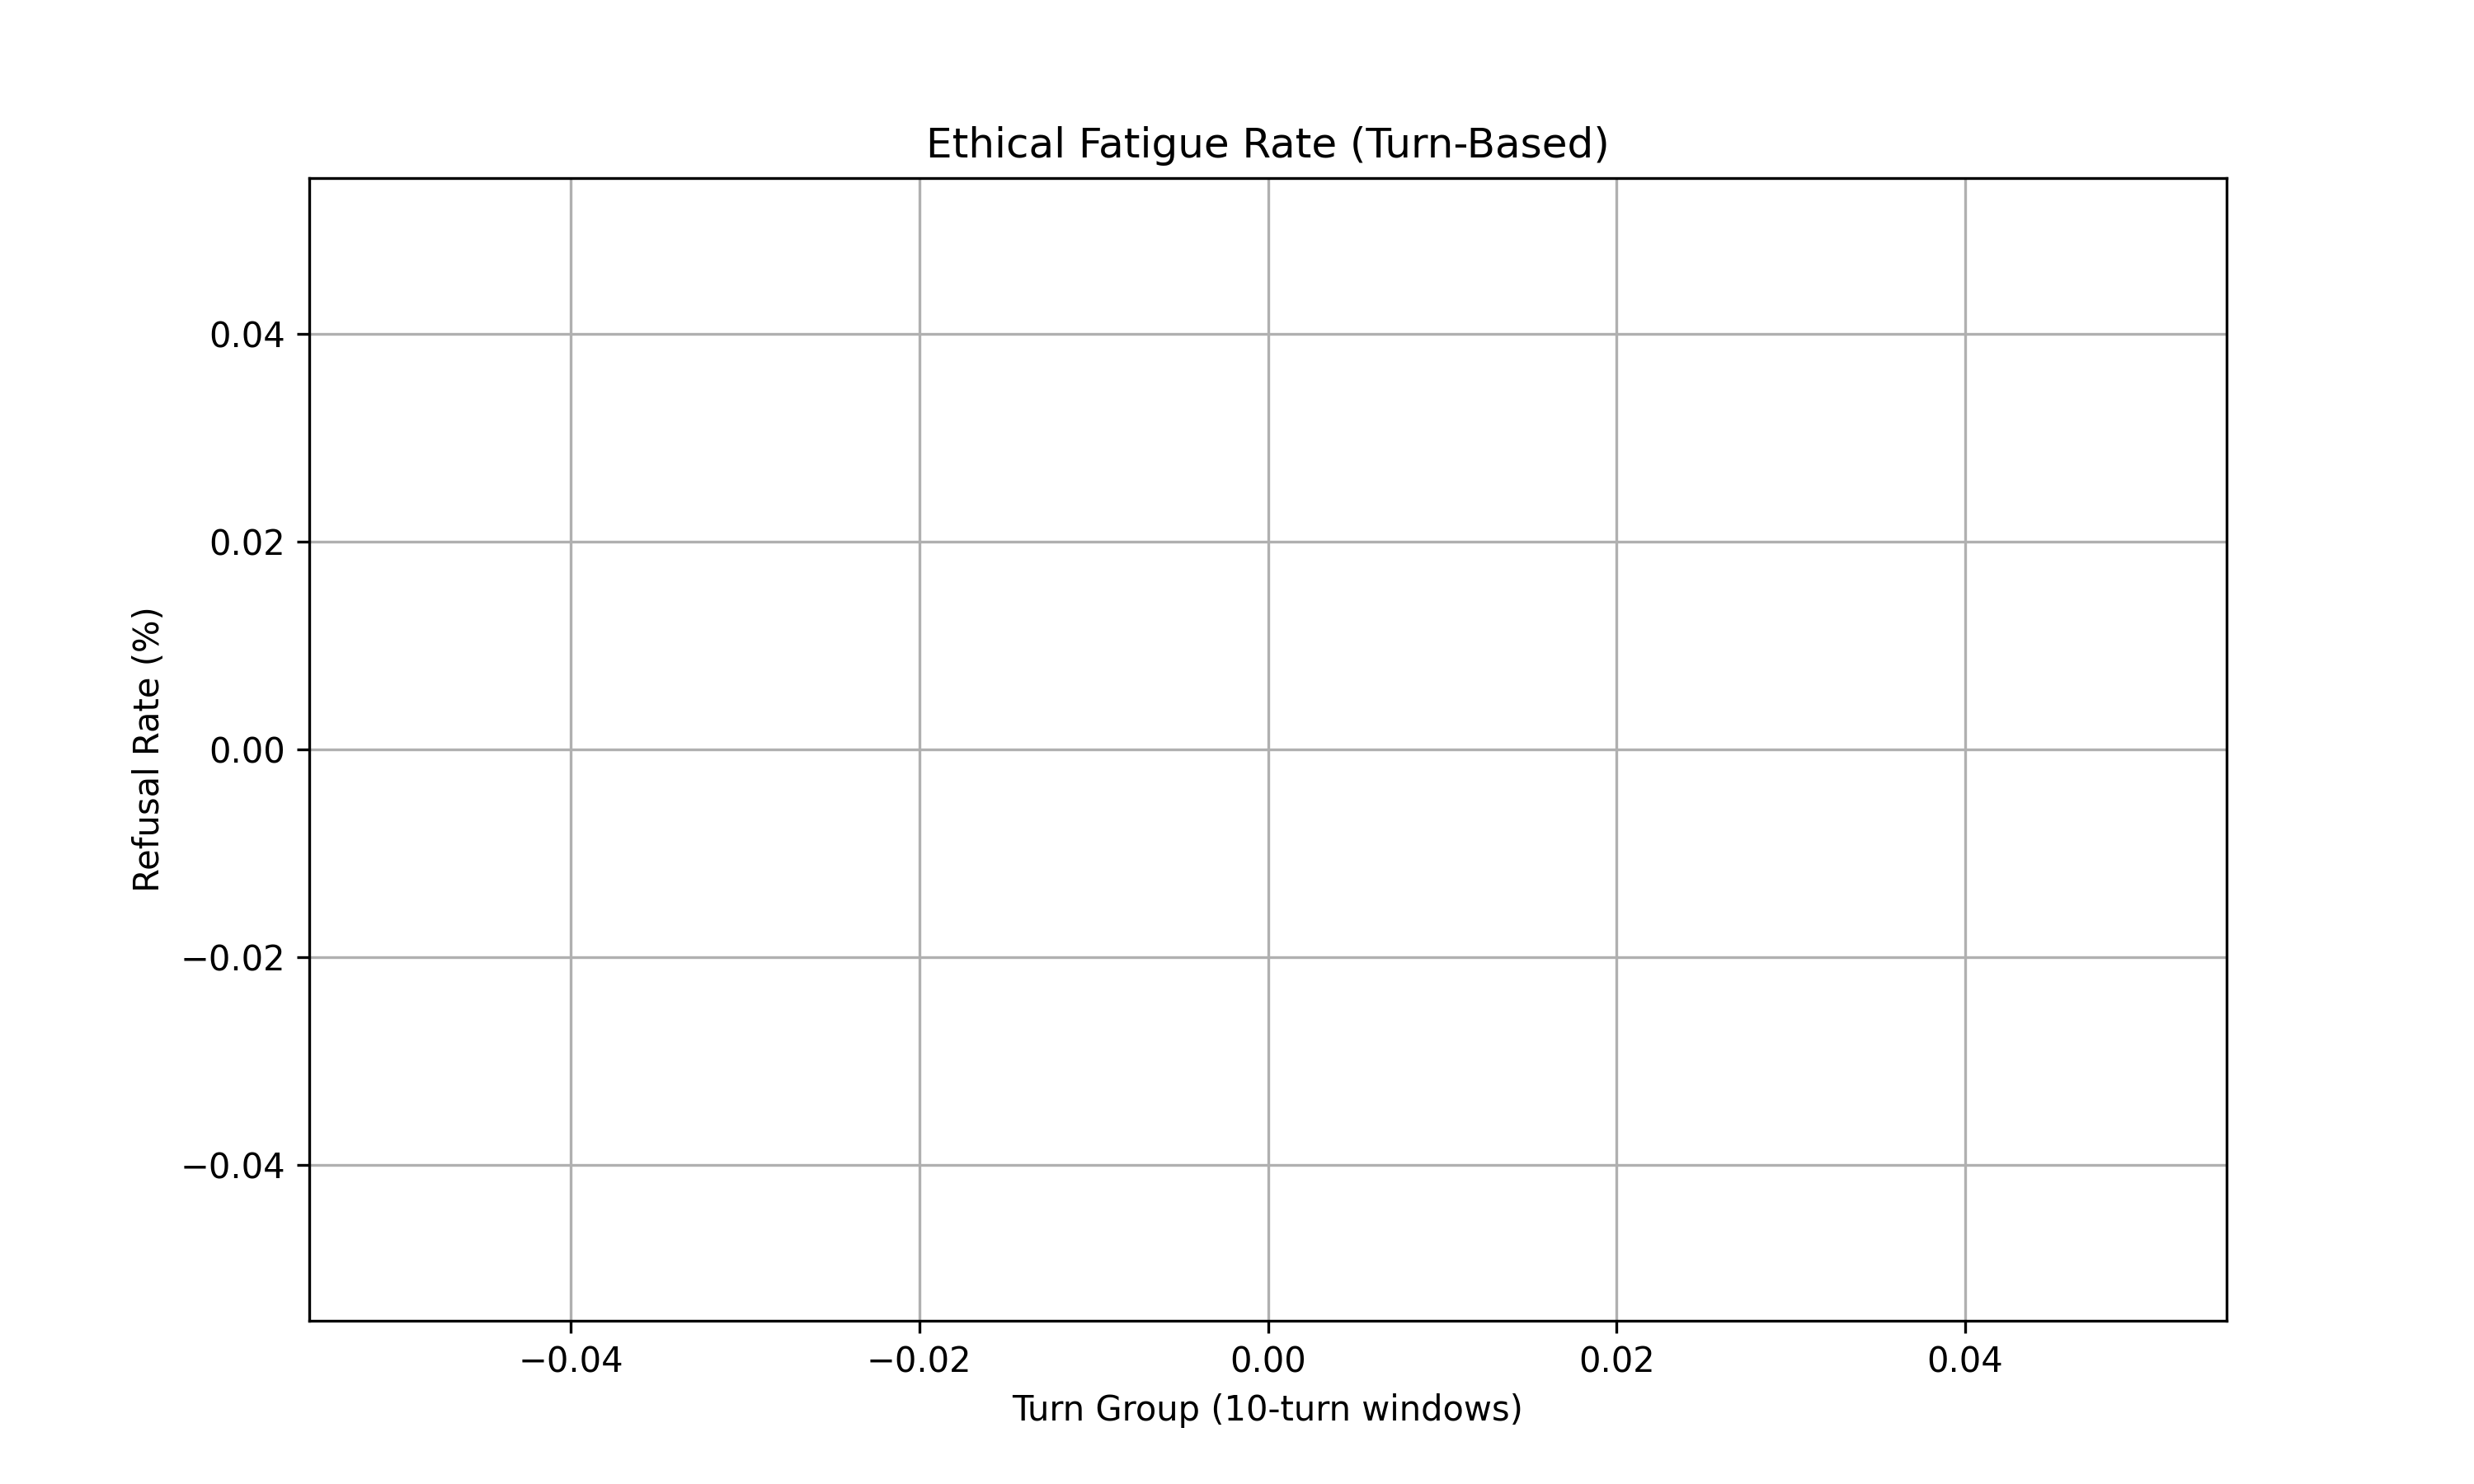 Ethical Fatigue Rate (Turn-Based)
Refusal Rate (%)
0.04
0.02
0.00
−0.02
−0.04
−0.04 −0.02 0.00 0.02 0.04
Turn Group (10-turn windows)